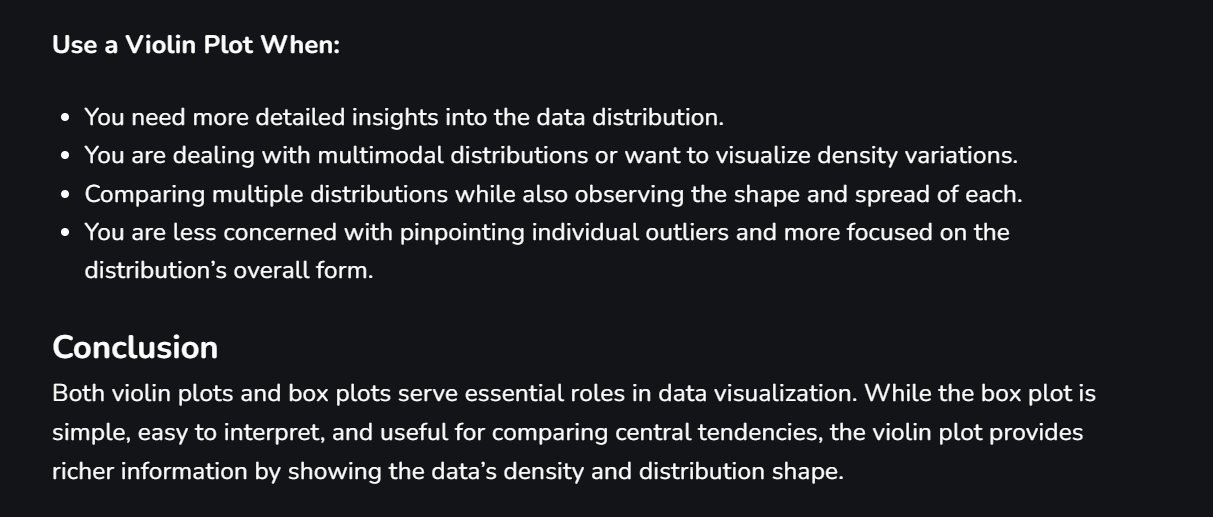 Use a Violin Plot When:
• You need more detailed insights into the data distribution.
• You are dealing with multimodal distributions or want to visualize density variations.
• Comparing multiple distributions while also observing the shape and spread of each.
• You are less concerned with pinpointing individual outliers and more focused on the
distribution’s overall form.
Conclusion
Both violin plots and box plots serve essential roles in data visualization. While the box plot is
simple, easy to interpret, and useful for comparing central tendencies, the violin plot provides
richer information by showing the data’s density and distribution shape.